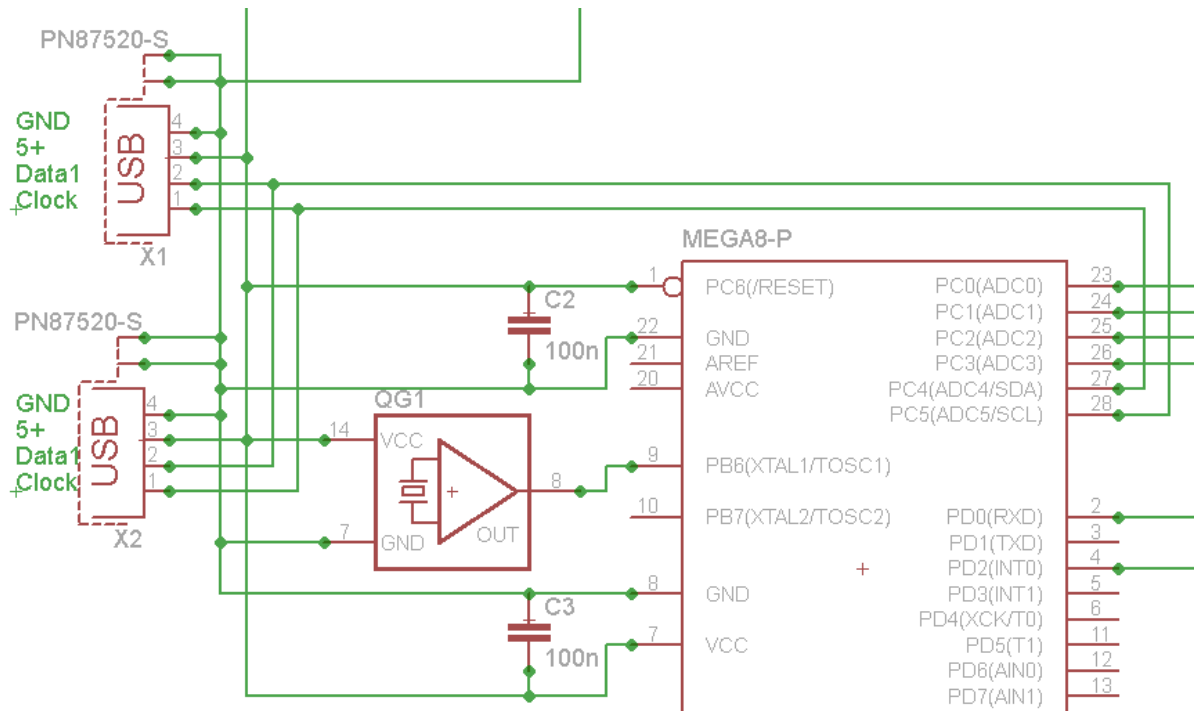 PN87520-S
GND
5+
Data1
Clock
4
3
2
1
USB
X1
PN87520-S
GND
5+
Data1
Clock
4
3
2
1
USB
X2
C2
100n
QG1
14 VCC
7 GND
OUT 8
C3
100n
MEGA8-P
1 PC6(/RESET)
22 GND
21 AREF
20 AVCC
9 PB6(XTAL1/TOSC1)
10 PB7(XTAL2/TOSC2)
8 GND
7 VCC
PC0(ADC0) 23
PC1(ADC1) 24
PC2(ADC2) 25
PC3(ADC3) 26
PC4(ADC4/SDA) 27
PC5(ADC5/SCL) 28
PD0(RXD) 2
PD1(TXD) 3
PD2(INT0) 4
PD3(INT1) 5
PD4(XCK/T0) 6
PD5(T1) 11
PD6(AIN0) 12
PD7(AIN1) 13